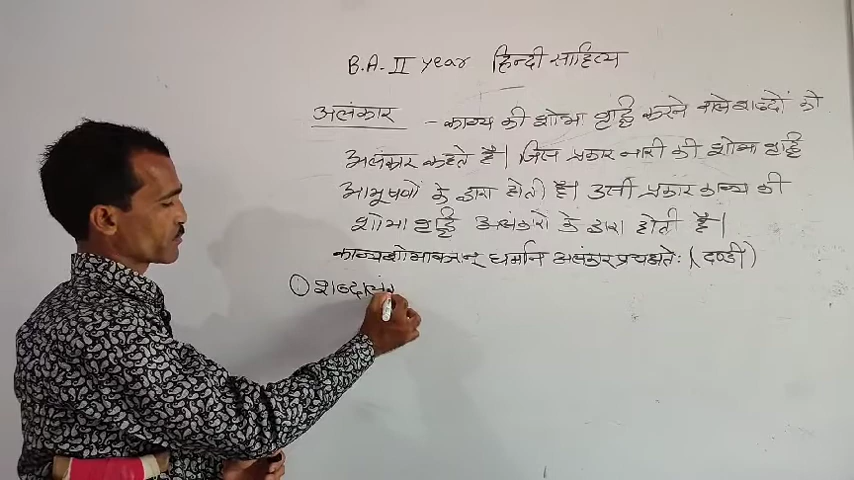 B.A. II year हिन्दी साहित्य
अलंकार - काव्य की शोभा वृद्धि करने वाले शब्दों को
अलंकार कहते है। जिस प्रकार नारी की शोभा वृद्धि
आभूषणों के द्वारा होती है। उसी प्रकार काव्य की
शोभा वृद्धि अलंकारो के द्वारा होती है।
काव्यशोभाकरान् धर्मान अलंकार प्रचक्षतेः (दण्डी)
① शब्दालंक